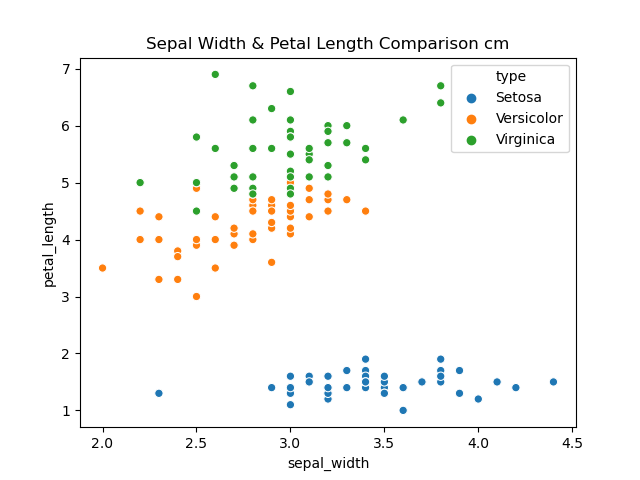 Sepal Width & Petal Length Comparison cm
type
Setosa
Versicolor
Virginica
petal_length
7
6
5
4
3
2
1
2.0 2.5 3.0 3.5 4.0 4.5
sepal_width